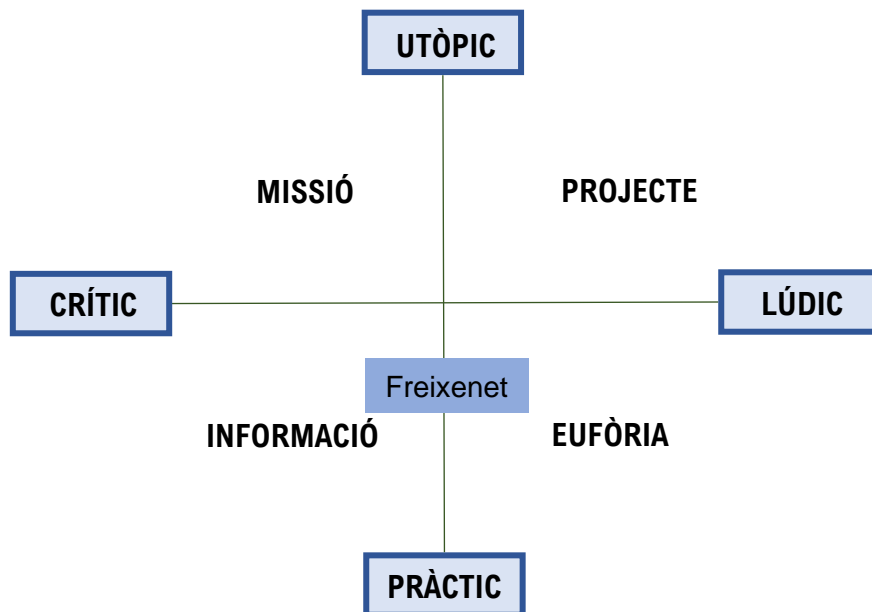 UTÒPIC
MISSIÓ
PROJECTE
CRÍTIC
LÚDIC
Freixenet
INFORMACIÓ
EUFÒRIA
PRÀCTIC